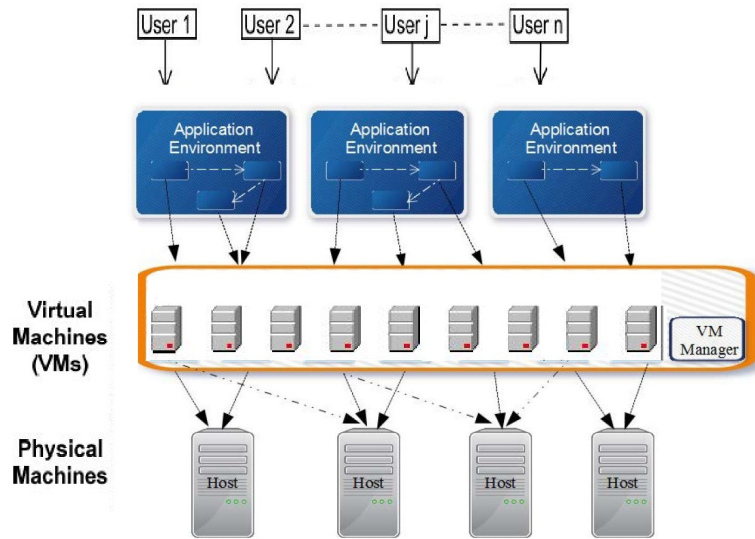 User 1
User 2
User j
User n
Application
Environment
Application
Environment
Application
Environment
Virtual
Machines
(VMs)
VM
Manager
Physical
Machines
Host
Host
Host
Host